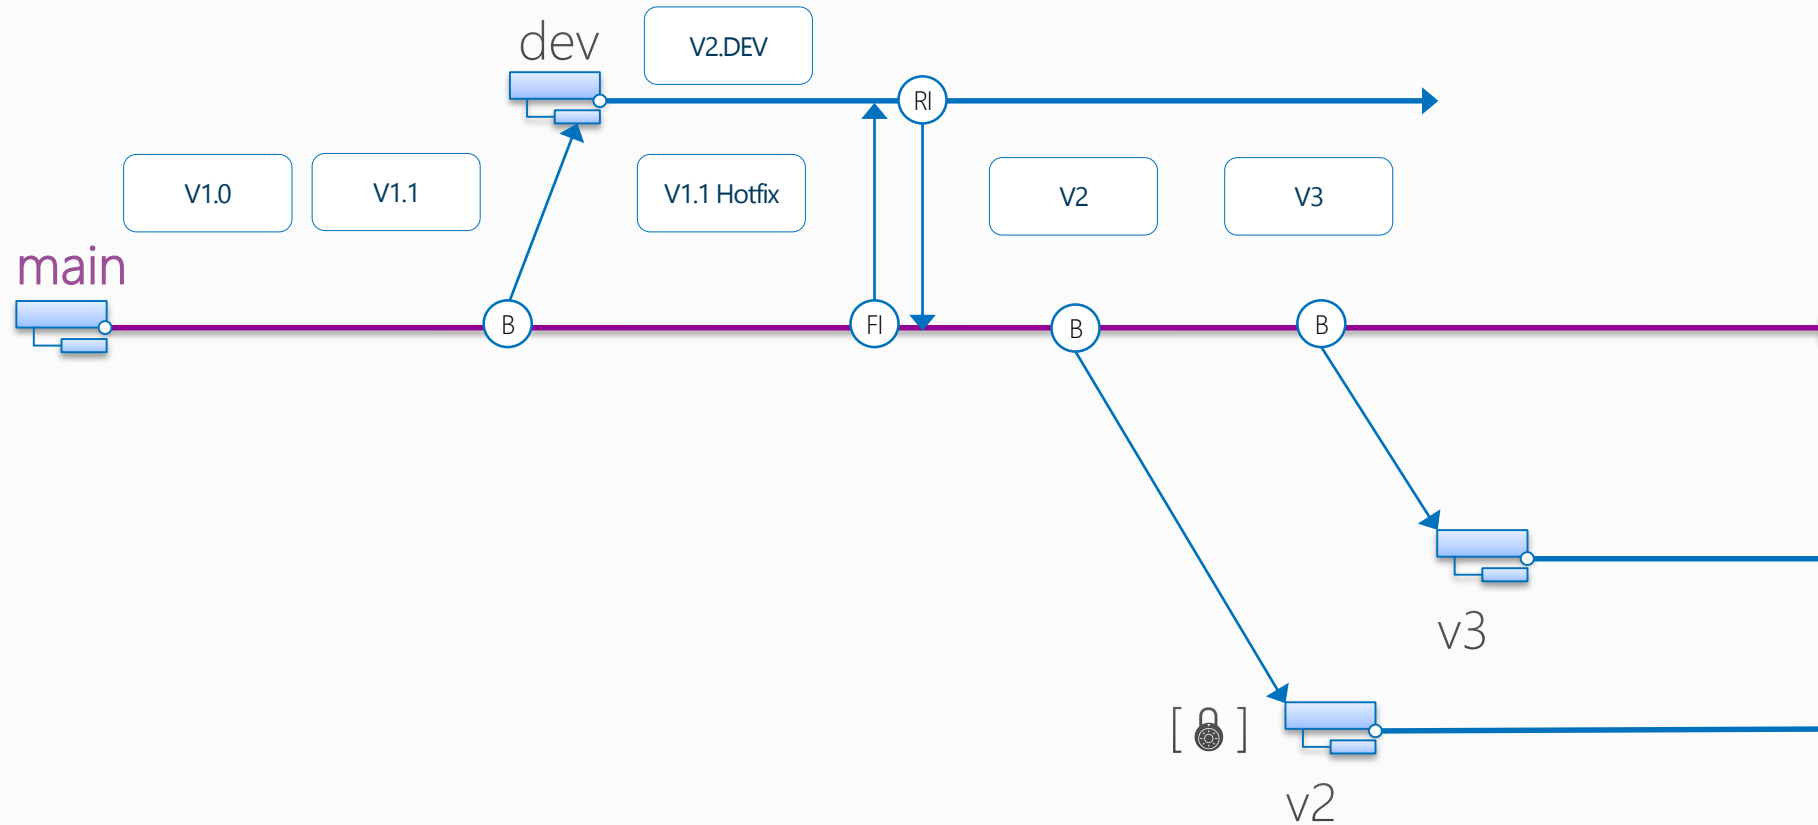 dev
V2.DEV
RI
V1.0
V1.1
V1.1 Hotfix
V2
V3
main
B
FI
B
B
v3
[ ]
v2